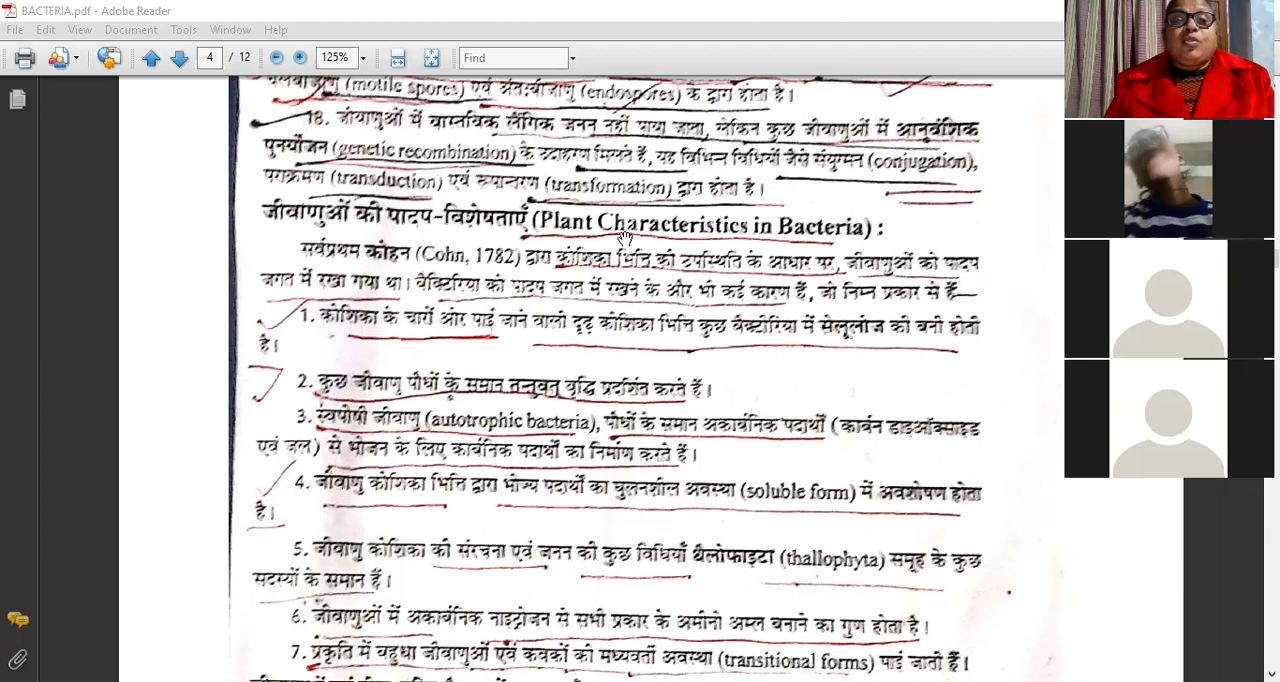 BACTERIA.pdf - Adobe Reader
File Edit View Document Tools Window Help
4 / 12 125% Find
(motile spores) एवं अंतःबीजाणु (endospores) के द्वारा होता है।
18. जीवाणुओं में वास्तविक लैंगिक जनन नहीं पाया जाता, लेकिन कुछ जीवाणुओं में आनुवंशिक
पुनर्योजन (genetic recombination) के उदाहरण मिलते हैं, यह विभिन्न विधियों जैसे संयुग्मन (conjugation),
पराक्रमण (transduction) एवं रूपान्तरण (transformation) द्वारा होता है।
जीवाणुओं की पादप-विशेषताएँ (Plant Characteristics in Bacteria) :
सर्वप्रथम कोहन (Cohn, 1782) द्वारा कोशिका भित्ति की उपस्थिति के आधार पर, जीवाणुओं को पादप
जगत में रखा गया था। बैक्टिरिया को पादप जगत में रखने के और भी कई कारण हैं, जो निम्न प्रकार से हैं—
1. कोशिका के चारों ओर पाई जाने वाली दृढ़ कोशिका भित्ति कुछ बैक्टीरिया में सेलूलोज की बनी होती
है।
2. कुछ जीवाणु पौधों के समान तन्तुवत् वृद्धि प्रदर्शित करते हैं।
3. स्वपोषी जीवाणु (autotrophic bacteria), पौधों के समान अकार्बनिक पदार्थों (कार्बन डाइऑक्साइड
एवं जल) से भोजन के लिए कार्बनिक पदार्थों का निर्माण करते हैं।
4. जीवाणु कोशिका भित्ति द्वारा भोज्य पदार्थों का घुलनशील अवस्था (soluble form) में अवशोषण होता
है।
5. जीवाणु कोशिका की संरचना एवं जनन की कुछ विधियाँ थैलोफाइटा (thallophyta) समूह के कुछ
सदस्यों के समान हैं।
6. जीवाणुओं में अकार्बनिक नाइट्रोजन से सभी प्रकार के अमीनो अम्ल बनाने का गुण होता है।
7. प्रकृति में बहुधा जीवाणुओं एवं कवकों की मध्यवर्ती अवस्था (transitional forms) पाई जाती हैं।